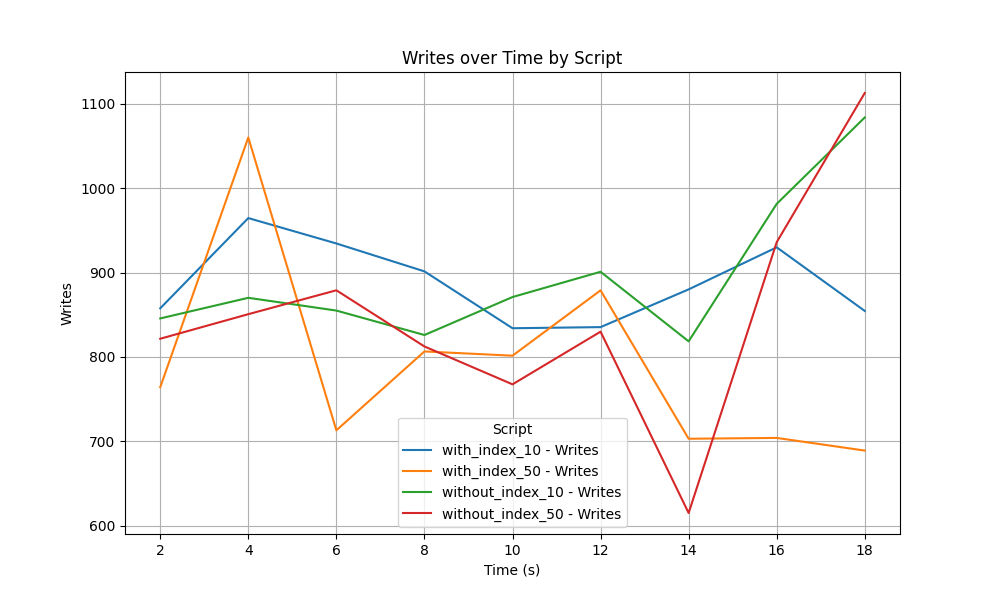 Writes over Time by Script
1100
1000
900
800
700
600
Writes
Script
with_index_10 - Writes
with_index_50 - Writes
without_index_10 - Writes
without_index_50 - Writes
2 4 6 8 10 12 14 16 18
Time (s)